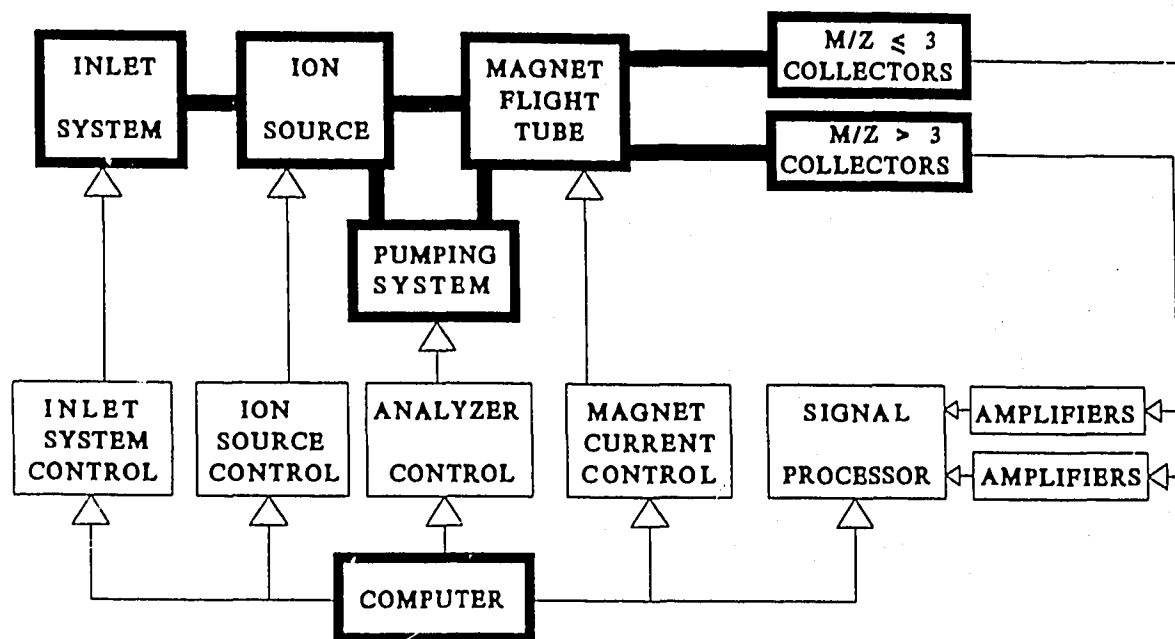 INLET
SYSTEM
ION
SOURCE
MAGNET
FLIGHT
TUBE
M/Z ≤ 3
COLLECTORS
M/Z > 3
COLLECTORS
PUMPING
SYSTEM
INLET
SYSTEM
CONTROL
ION
SOURCE
CONTROL
ANALYZER
CONTROL
MAGNET
CURRENT
CONTROL
SIGNAL
PROCESSOR
AMPLIFIERS
AMPLIFIERS
COMPUTER